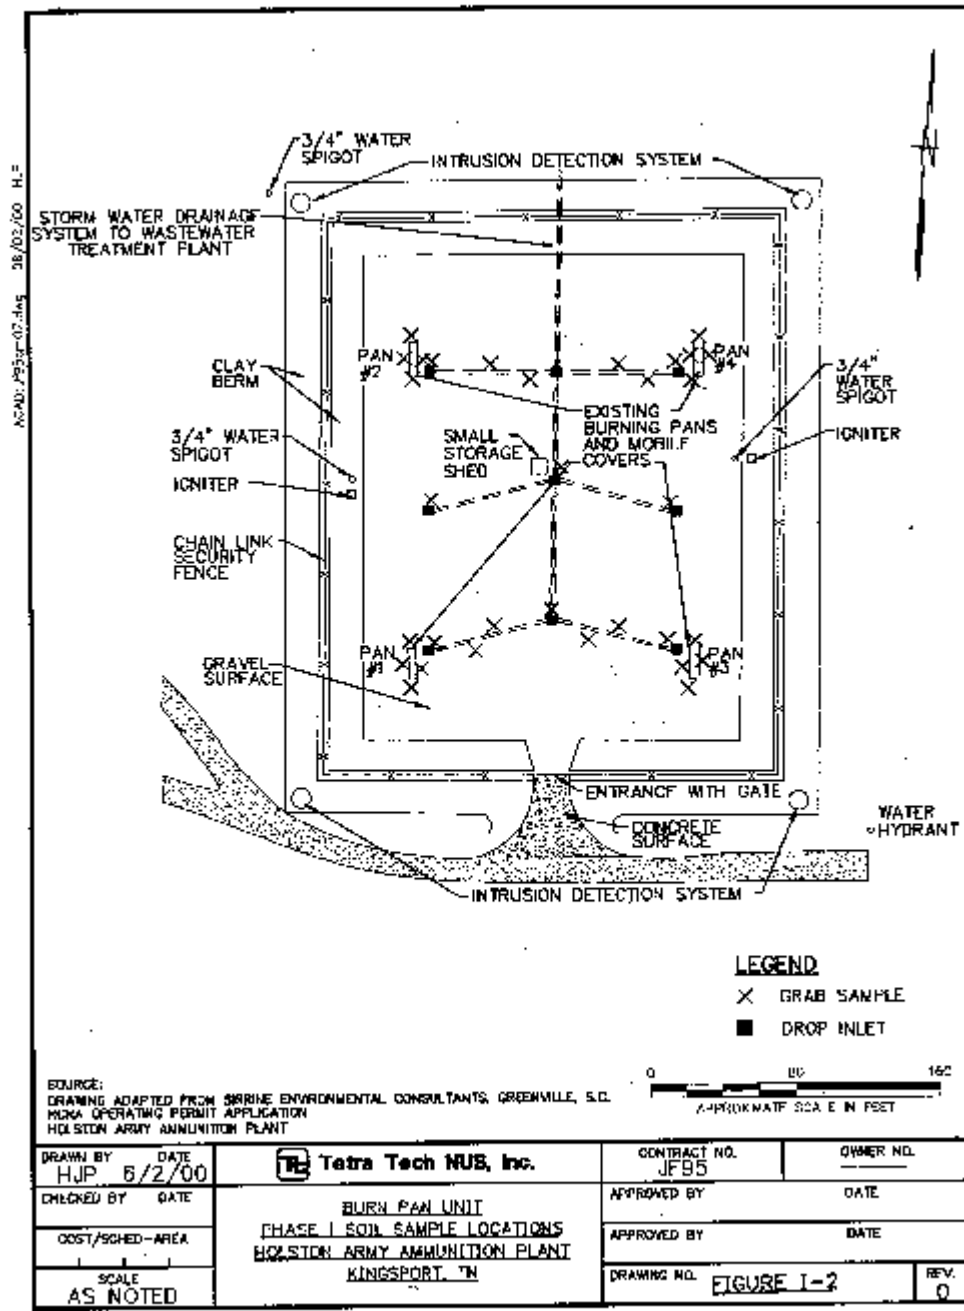 3/4" WATER
SPIGOT
INTRUSION DETECTION SYSTEM
STORM WATER DRAINAGE
SYSTEM TO WASTEWATER
TREATMENT PLANT
PAN
#2
PAN
#4
CLAY
BERM
3/4"
WATER
SPIGOT
EXISTING
BURNING PANS
AND MOBILE
COVERS
SMALL
STORAGE
SHED
IGNITER
3/4" WATER
SPIGOT
IGNITER
CHAIN LINK
SECURITY
FENCE
PAN
#1
PAN
#3
GRAVEL
SURFACE
ENTRANCE WITH GATE
CONCRETE
SURFACE
WATER
HYDRANT
INTRUSION DETECTION SYSTEM
LEGEND
GRAB SAMPLE
DROP INLET
0 80 160
APPROXIMATE SCALE IN FEET
SOURCE:
DRAWING ADAPTED FROM SIRRINE ENVIRONMENTAL CONSULTANTS, GREENVILLE, S.C.
OPERATING PERMIT APPLICATION
HOLSTON ARMY AMMUNITION PLANT
DRAWN BY DATE
HJP 6/2/00
CHECKED BY DATE
COST/SCHED-AREA
SCALE
AS NOTED
Tetra Tech NUS, Inc.
BURN PAN UNIT
PHASE I SOIL SAMPLE LOCATIONS
HOLSTON ARMY AMMUNITION PLANT
KINGSPORT, TN
CONTRACT NO.
JF95
OWNER NO.
APPROVED BY DATE
APPROVED BY DATE
DRAWING NO.
FIGURE I-2
REV.
0